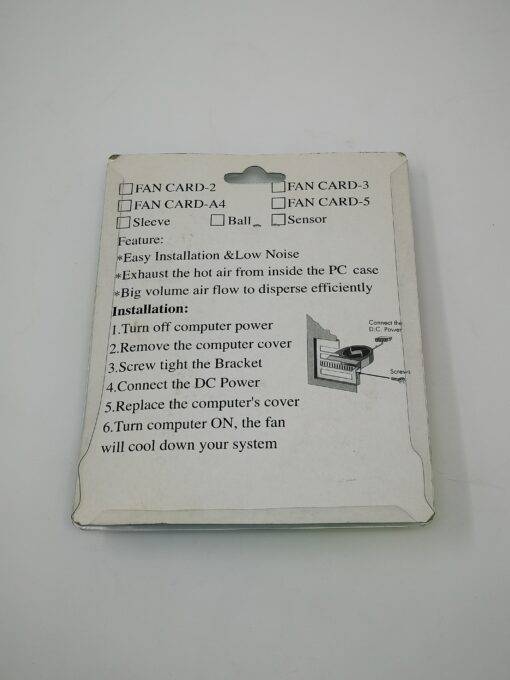 FAN CARD-2 FAN CARD-3
FAN CARD-A4 FAN CARD-5
Sleeve Ball Sensor
Feature:
*Easy Installation &Low Noise
*Exhaust the hot air from inside the PC case
*Big volume air flow to disperse efficiently
Installation:
1.Turn off computer power
2.Remove the computer cover
3.Screw tight the Bracket
4.Connect the DC Power
5.Replace the computer's cover
6.Turn computer ON, the fan
will cool down your system
Connect the
D.C. Power
Screws